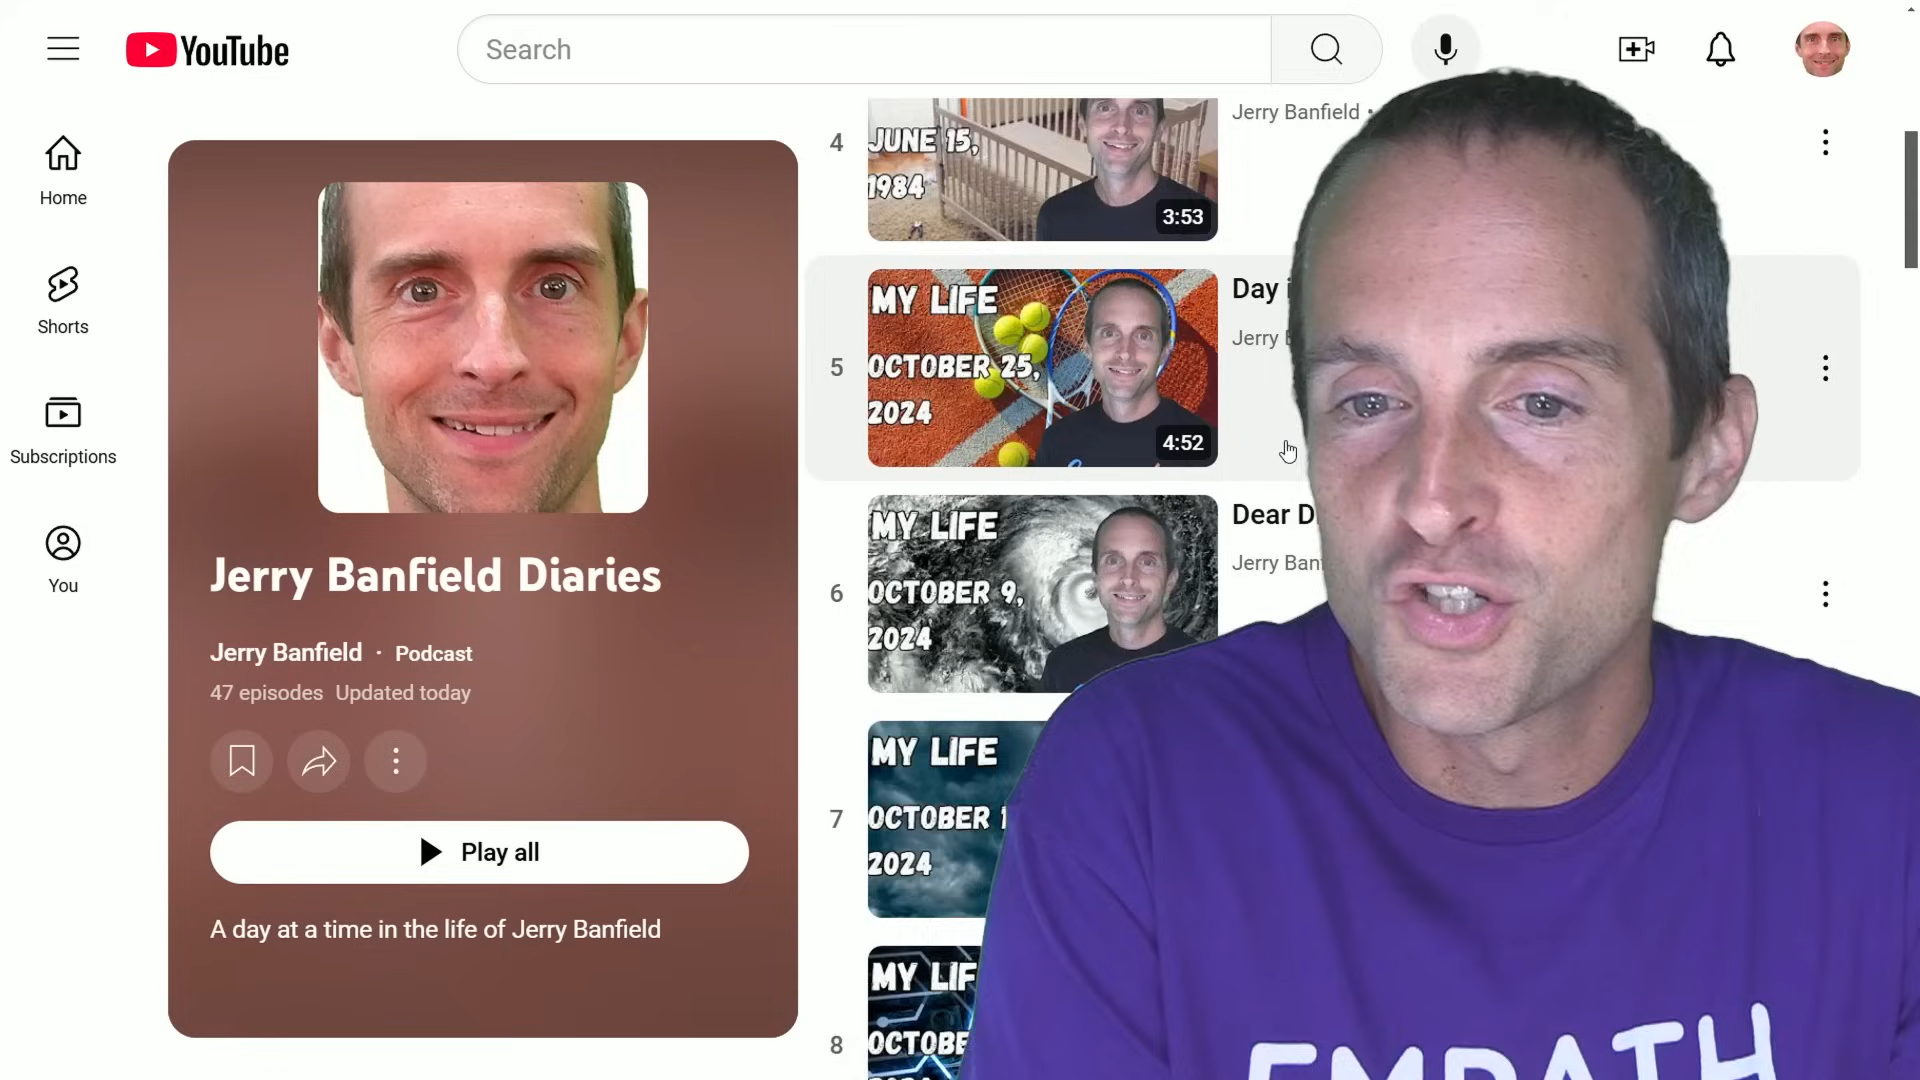 YouTube
Search
Home
Shorts
Subscriptions
You
Jerry Banfield Diaries
Jerry Banfield · Podcast
47 episodes Updated today
Play all
A day at a time in the life of Jerry Banfield
4
JUNE 15,
1984
3:53
Jerry Banfield •
5
MY LIFE
OCTOBER 25,
2024
4:52
Day
Jerry
6
MY LIFE
OCTOBER 9,
2024
Dear
Jerry
7
MY LIFE
OCTOBER
2024
8
MY
EMPATH